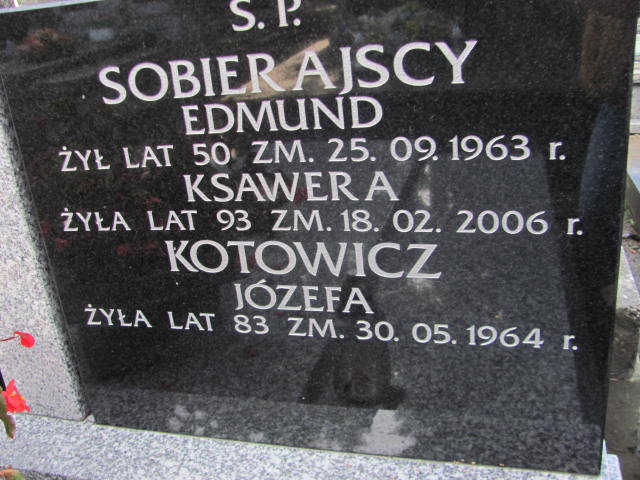 Ś. P.
SOBIERAJSCY
EDMUND
ŻYŁ LAT 50 ZM. 25. 09. 1963 r.
KSAWERA
ŻYŁA LAT 93 ZM. 18. 02. 2006 r.
KOTOWICZ
JÓZEFA
ŻYŁA LAT 83 ZM. 30. 05. 1964 r.